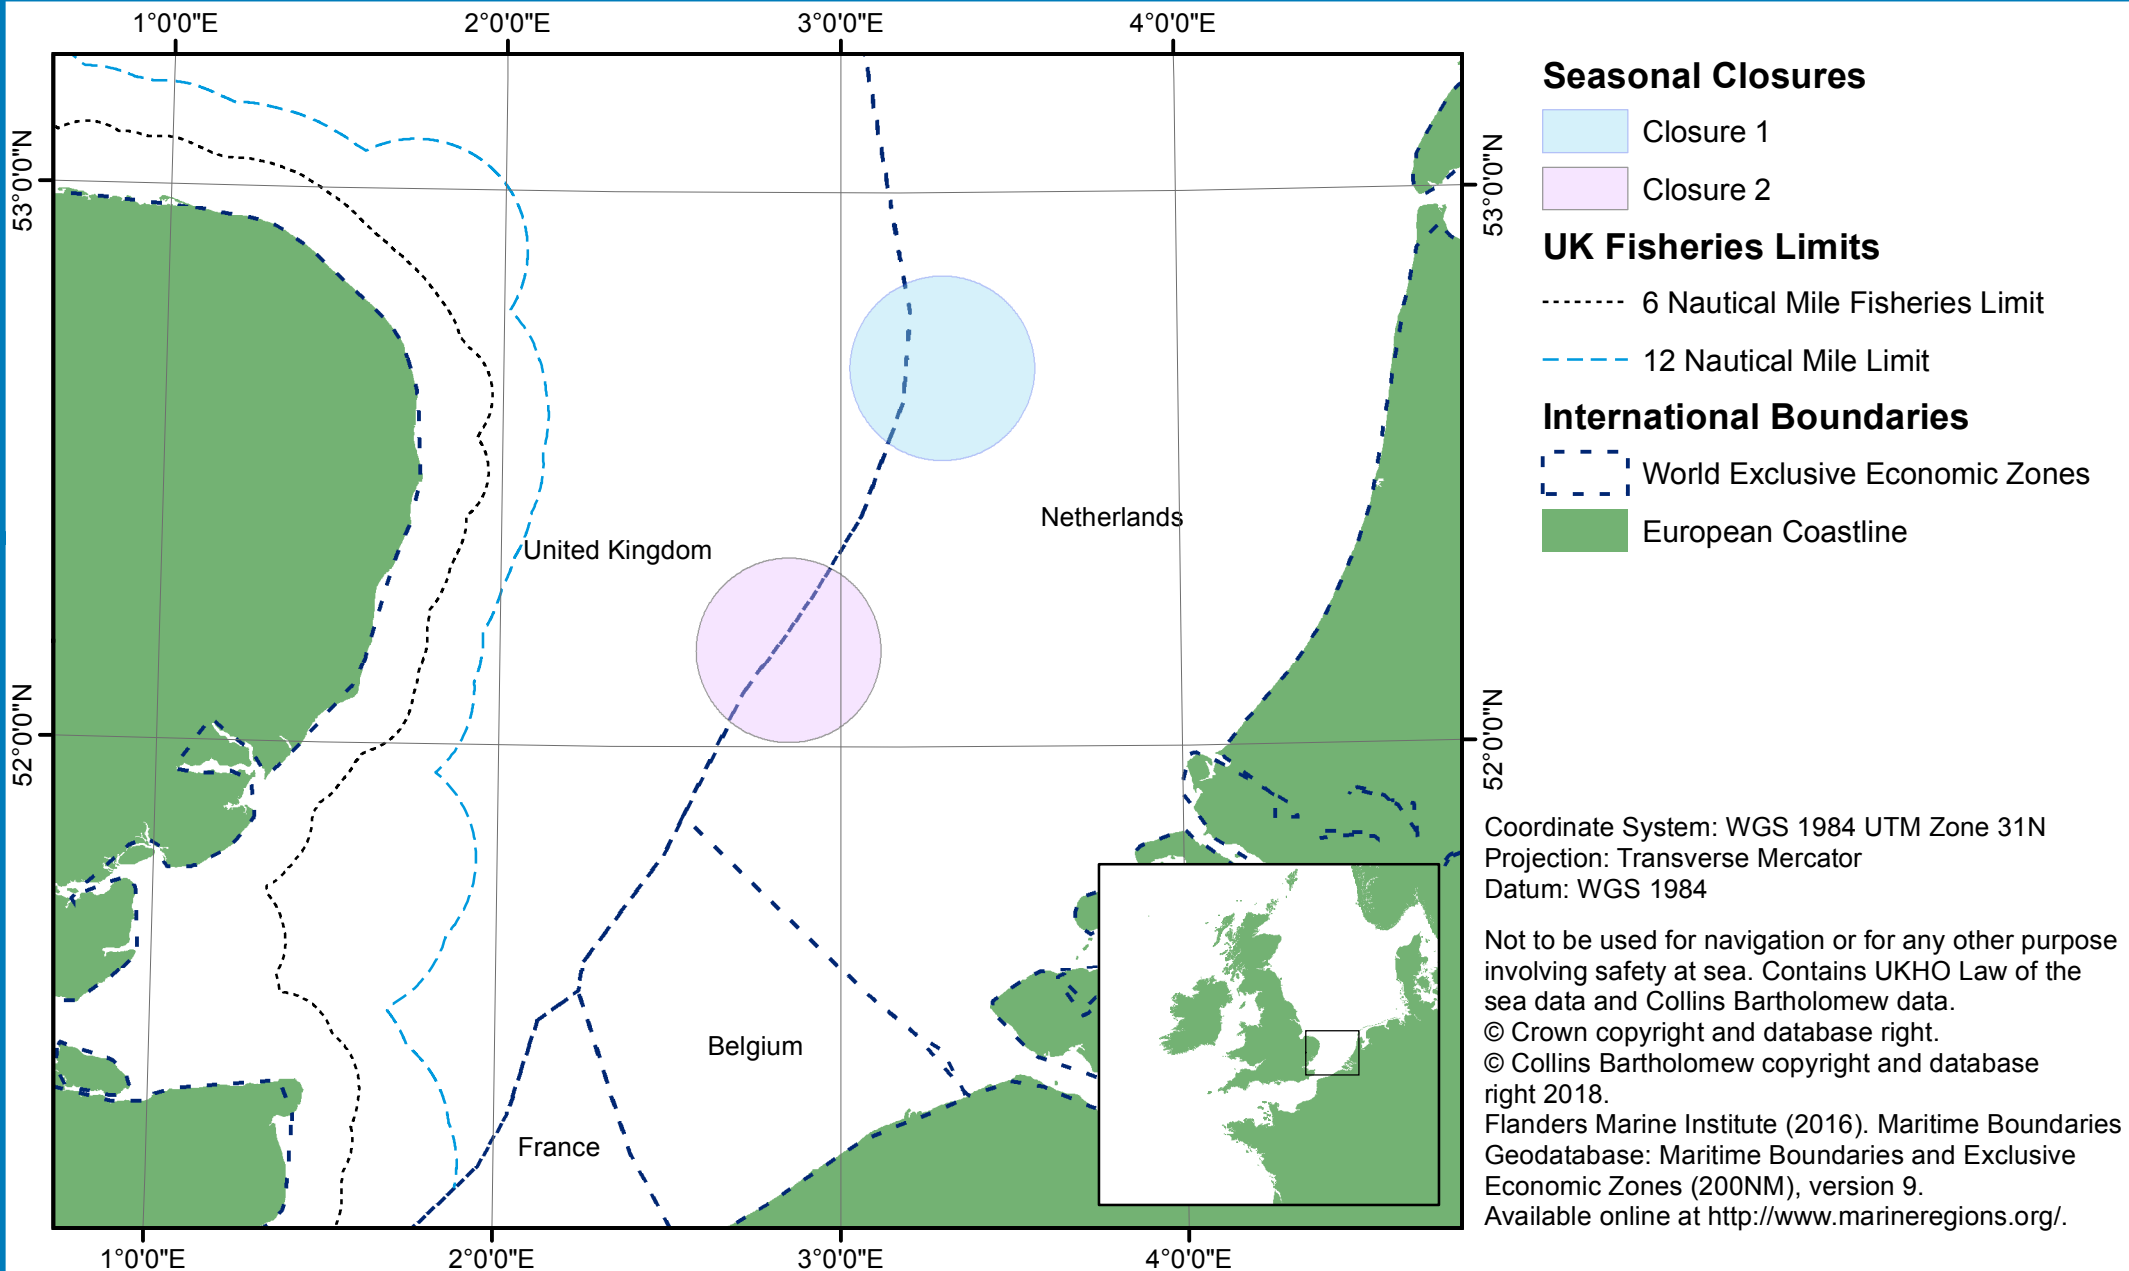 1°0'0"E
2°0'0"E
3°0'0"E
4°0'0"E
53°0'0"N
52°0'0"N
53°0'0"N
52°0'0"N
United Kingdom
Netherlands
Belgium
France
1°0'0"E
2°0'0"E
3°0'0"E
4°0'0"E
Seasonal Closures
Closure 1
Closure 2
UK Fisheries Limits
6 Nautical Mile Fisheries Limit
12 Nautical Mile Limit
International Boundaries
World Exclusive Economic Zones
European Coastline
Coordinate System: WGS 1984 UTM Zone 31N
Projection: Transverse Mercator
Datum: WGS 1984
Not to be used for navigation or for any other purpose
involving safety at sea. Contains UKHO Law of the
sea data and Collins Bartholomew data.
© Crown copyright and database right.
© Collins Bartholomew copyright and database
right 2018.
Flanders Marine Institute (2016). Maritime Boundaries
Geodatabase: Maritime Boundaries and Exclusive
Economic Zones (200NM), version 9.
Available online at http://www.marineregions.org/.